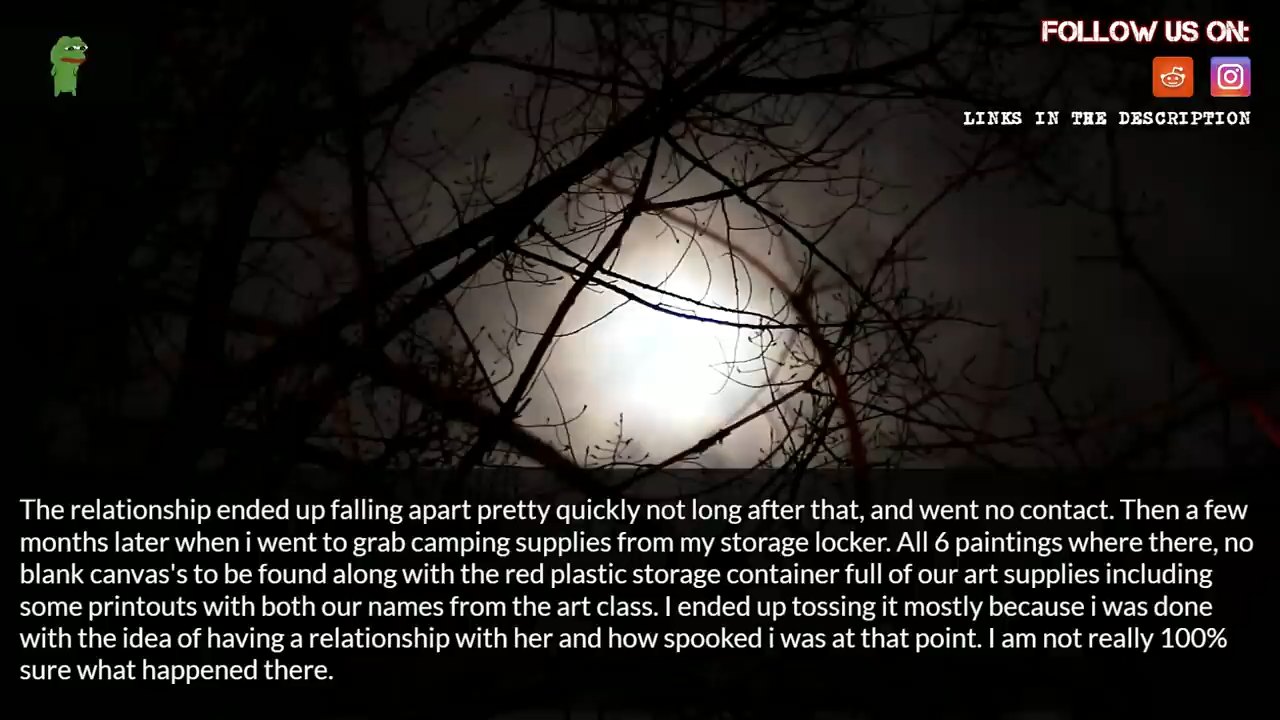 FOLLOW US ON:
LINKS IN THE DESCRIPTION
The relationship ended up falling apart pretty quickly not long after that, and went no contact. Then a few
months later when i went to grab camping supplies from my storage locker. All 6 paintings where there, no
blank canvas's to be found along with the red plastic storage container full of our art supplies including
some printouts with both our names from the art class. I ended up tossing it mostly because i was done
with the idea of having a relationship with her and how spooked i was at that point. I am not really 100%
sure what happened there.